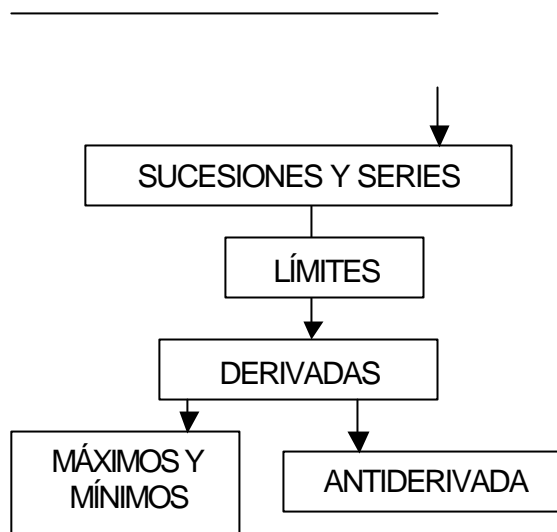 SUCESIONES Y SERIES
LÍMITES
DERIVADAS
MÁXIMOS Y
MÍNIMOS
ANTIDERIVADA